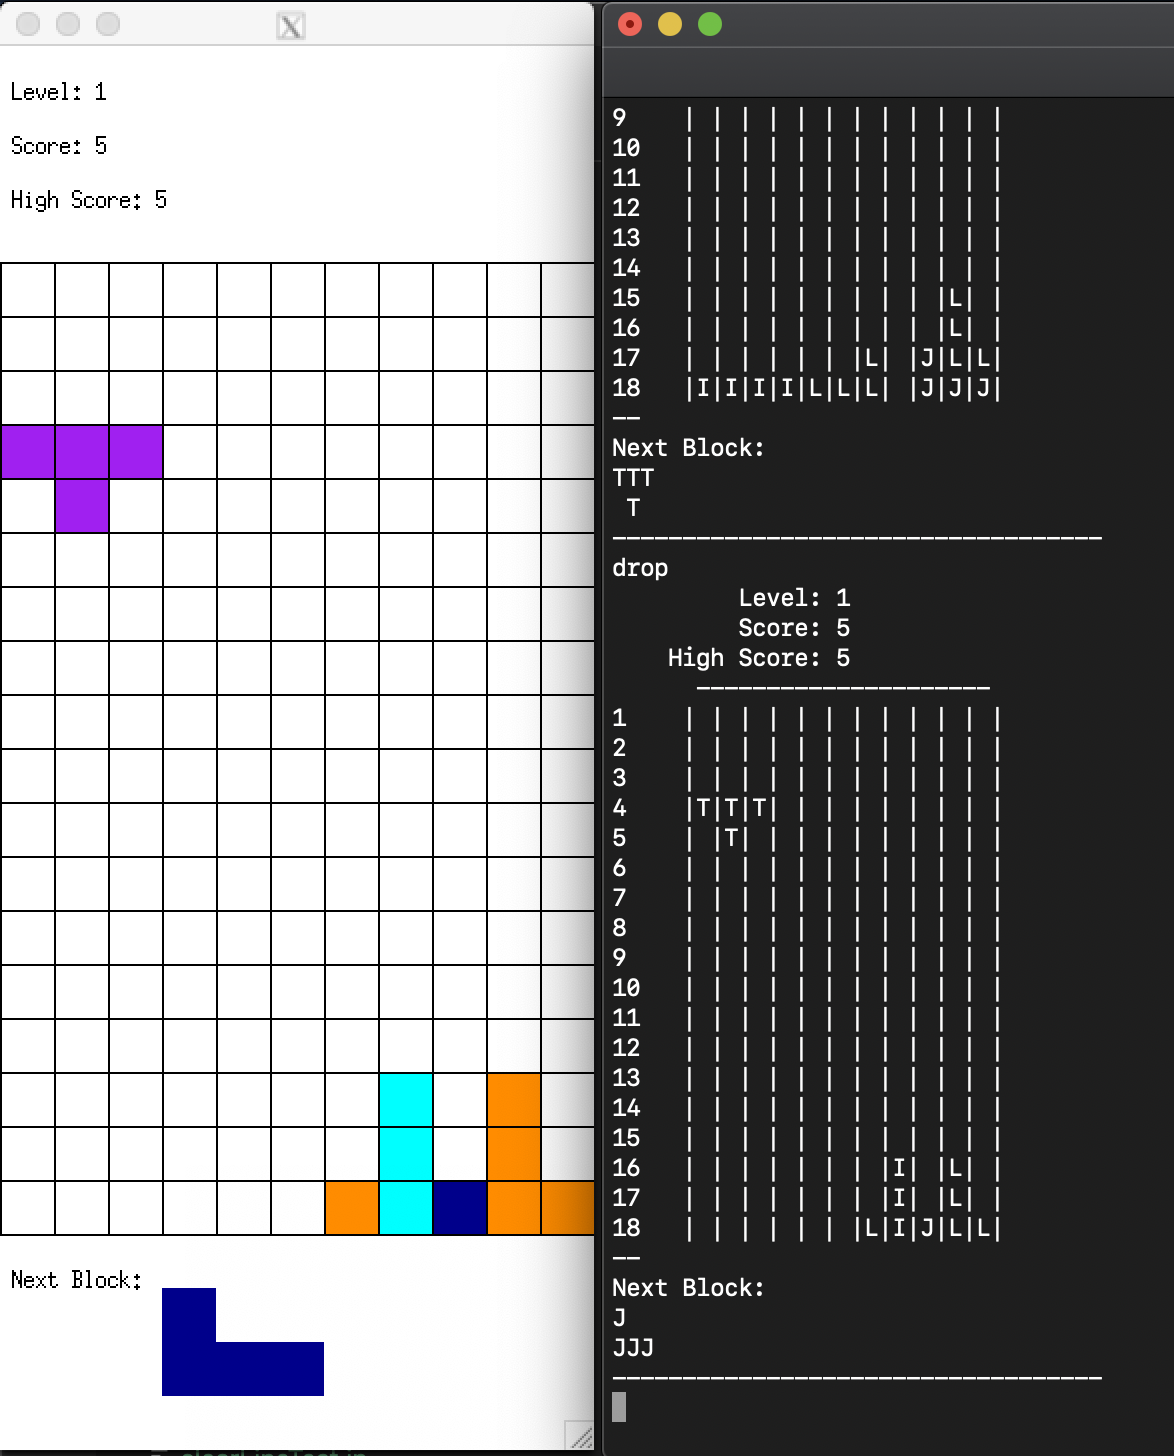 Level: 1
Score: 5
High Score: 5
Next Block:
9 | | | | | | | | | | | |
10 | | | | | | | | | | | |
11 | | | | | | | | | | | |
12 | | | | | | | | | | | |
13 | | | | | | | | | | | |
14 | | | | | | | | | | | |
15 | | | | | | | | | |L| |
16 | | | | | | | | | |L| |
17 | | | | | | |L| |J|L|L|
18 |I|I|I|I|L|L|L| |J|J|J|
--
Next Block:
TTT
 T
-----------------------------------
drop
Level: 1
Score: 5
High Score: 5
---------------------
1 | | | | | | | | | | | |
2 | | | | | | | | | | | |
3 | | | | | | | | | | | |
4 |T|T|T| | | | | | | | |
5 | |T| | | | | | | | | |
6 | | | | | | | | | | | |
7 | | | | | | | | | | | |
8 | | | | | | | | | | | |
9 | | | | | | | | | | | |
10 | | | | | | | | | | | |
11 | | | | | | | | | | | |
12 | | | | | | | | | | | |
13 | | | | | | | | | | | |
14 | | | | | | | | | | | |
15 | | | | | | | | | | | |
16 | | | | | | | |I| |L| |
17 | | | | | | | |I| |L| |
18 | | | | | | |L|I|J|L|L|
--
Next Block:
J
JJJ
-----------------------------------